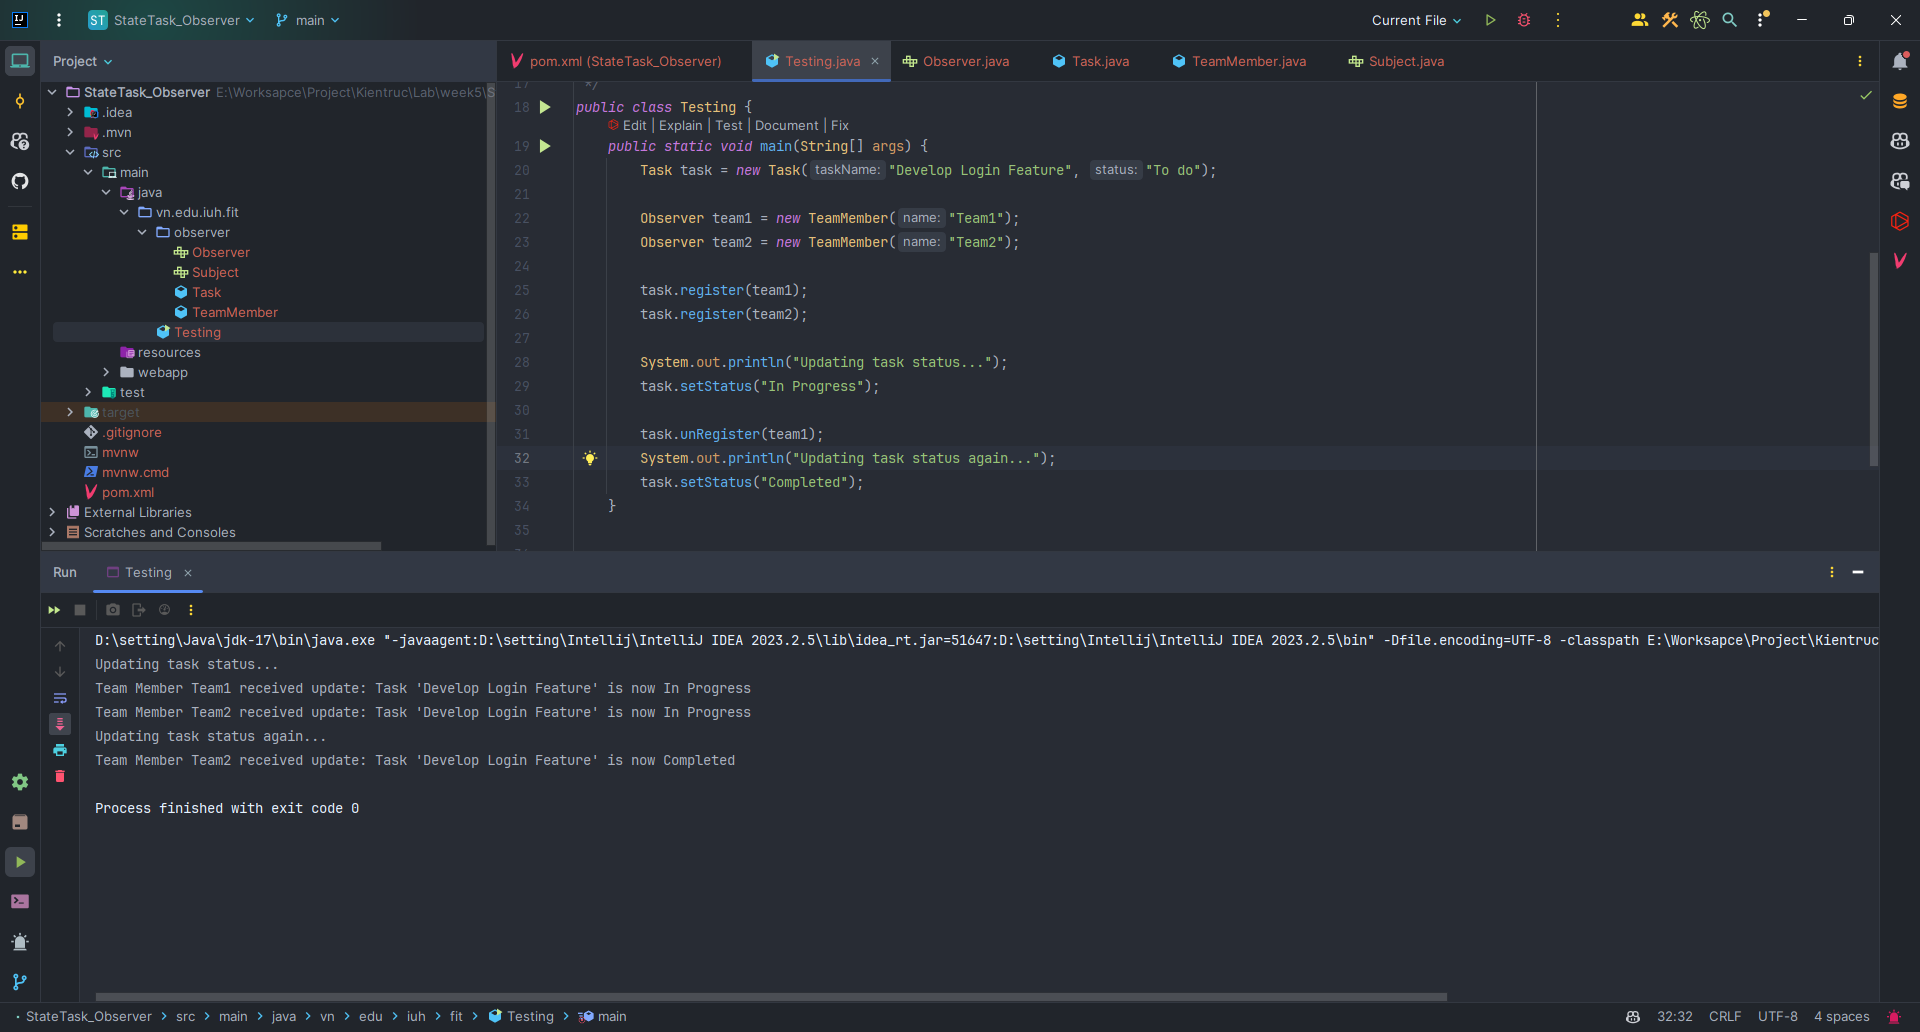 ST StateTask_Observer main Current File
Project
pom.xml (StateTask_Observer) Testing.java Observer.java Task.java TeamMember.java Subject.java
StateTask_Observer E:\Worksapce\Project\Kientruc\Lab\week5\S
.idea
.mvn
src
main
java
vn.edu.iuh.fit
observer
Observer
Subject
Task
TeamMember
Testing
resources
webapp
test
target
.gitignore
mvnw
mvnw.cmd
pom.xml
External Libraries
Scratches and Consoles
17 */
18 public class Testing {
Edit | Explain | Test | Document | Fix
19 public static void main(String[] args) {
20 Task task = new Task( taskName: "Develop Login Feature", status: "To do");
21
22 Observer team1 = new TeamMember( name: "Team1");
23 Observer team2 = new TeamMember( name: "Team2");
24
25 task.register(team1);
26 task.register(team2);
27
28 System.out.println("Updating task status...");
29 task.setStatus("In Progress");
30
31 task.unRegister(team1);
32 System.out.println("Updating task status again...");
33 task.setStatus("Completed");
34 }
35
Run Testing
D:\setting\Java\jdk-17\bin\java.exe "-javaagent:D:\setting\Intellij\IntelliJ IDEA 2023.2.5\lib\idea_rt.jar=51647:D:\setting\Intellij\IntelliJ IDEA 2023.2.5\bin" -Dfile.encoding=UTF-8 -classpath E:\Worksapce\Project\Kientruc
Updating task status...
Team Member Team1 received update: Task 'Develop Login Feature' is now In Progress
Team Member Team2 received update: Task 'Develop Login Feature' is now In Progress
Updating task status again...
Team Member Team2 received update: Task 'Develop Login Feature' is now Completed
Process finished with exit code 0
StateTask_Observer > src > main > java > vn > edu > iuh > fit > Testing > main 32:32 CRLF UTF-8 4 spaces